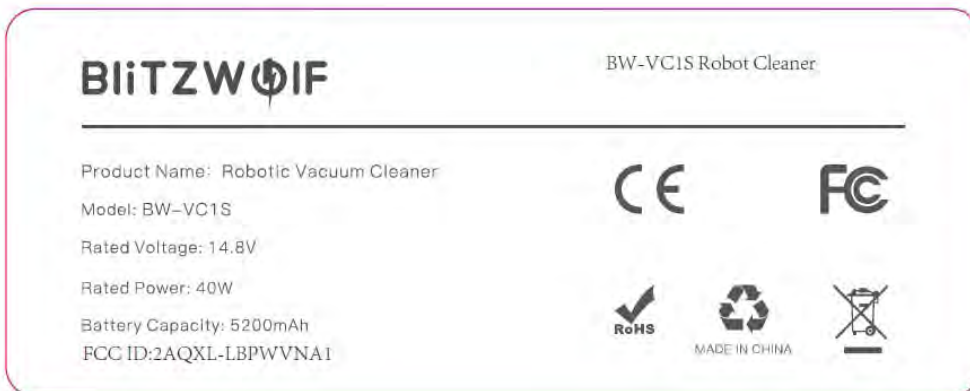 BliTZWOlF
BW-VC1S Robot Cleaner
Product Name: Robotic Vacuum Cleaner
Model: BW-VC1S
Rated Voltage: 14.8V
Rated Power: 40W
Battery Capacity: 5200mAh
FCC ID:2AQXL-LBPWVNA1
CE
FC
RoHS
MADE IN CHINA